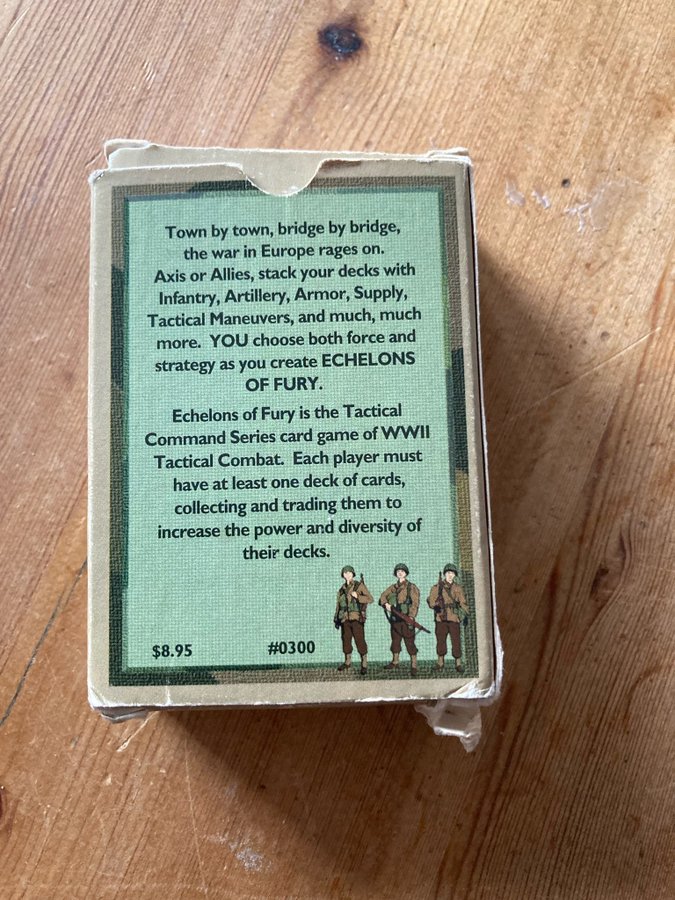 Town by town, bridge by bridge,
the war in Europe rages on.
Axis or Allies, stack your decks with
Infantry, Artillery, Armor, Supply,
Tactical Maneuvers, and much, much
more. YOU choose both force and
strategy as you create ECHELONS
OF FURY.
Echelons of Fury is the Tactical
Command Series card game of WWII
Tactical Combat. Each player must
have at least one deck of cards,
collecting and trading them to
increase the power and diversity of
their decks.
$8.95 #0300